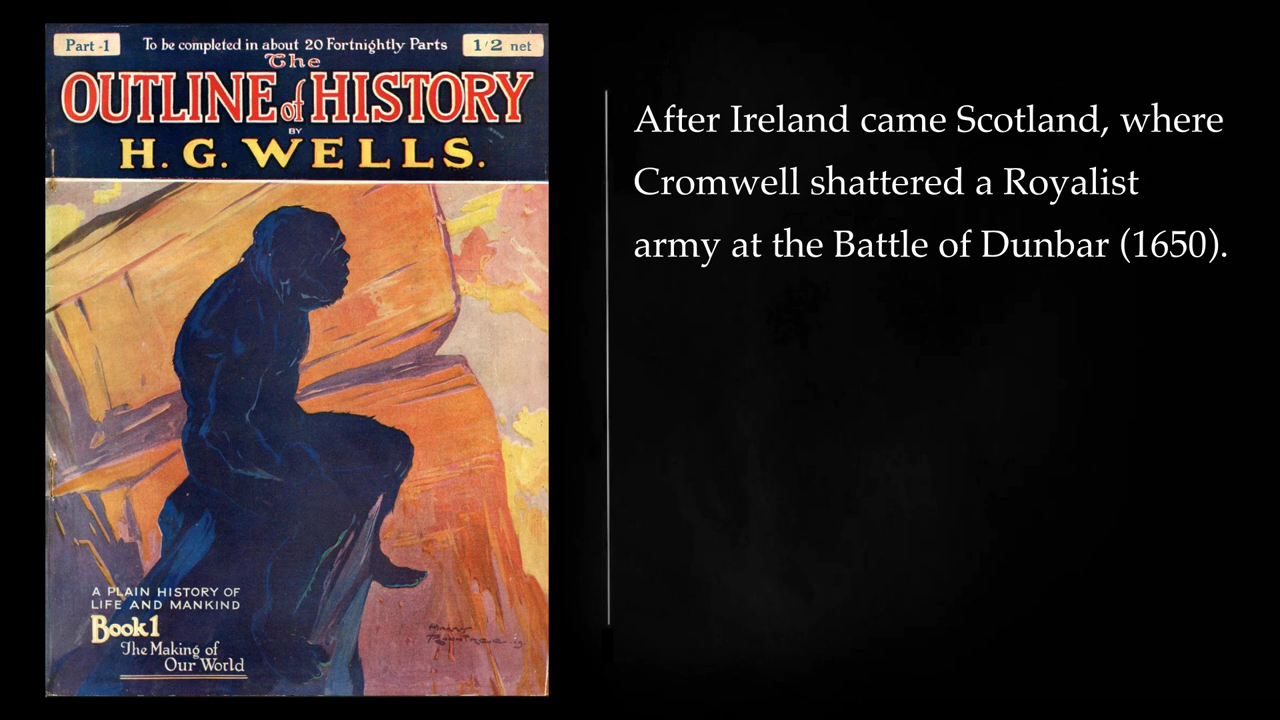 Part -1
To be completed in about 20 Fortnightly Parts
1/2 net
The
OUTLINE of HISTORY
BY
H. G. WELLS.
A PLAIN HISTORY OF
LIFE AND MANKIND
Book 1
The Making of
Our World
After Ireland came Scotland, where
Cromwell shattered a Royalist
army at the Battle of Dunbar (1650).